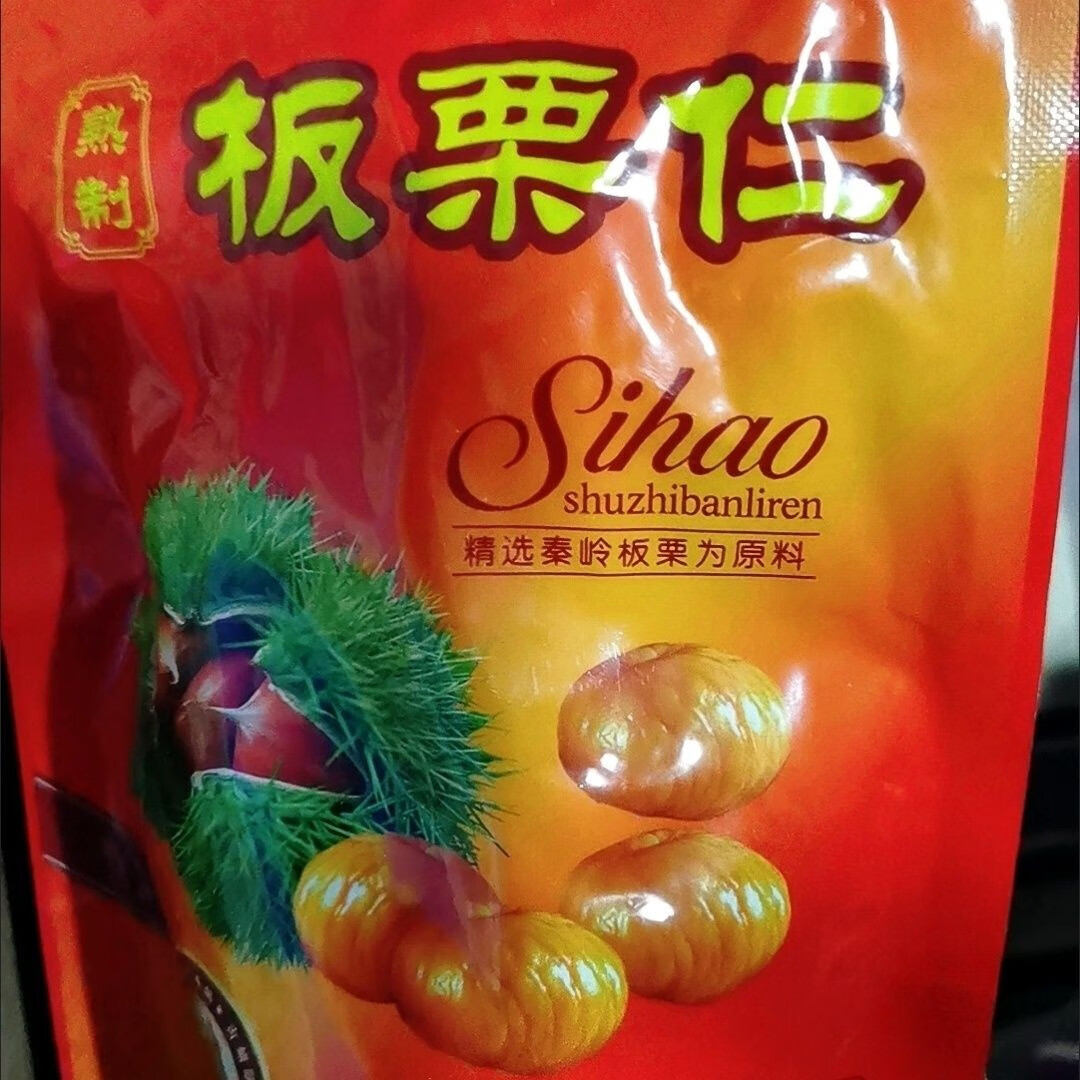 熟制
板栗仁
Sihao
shuzhibanliren
精选秦岭板栗为原料